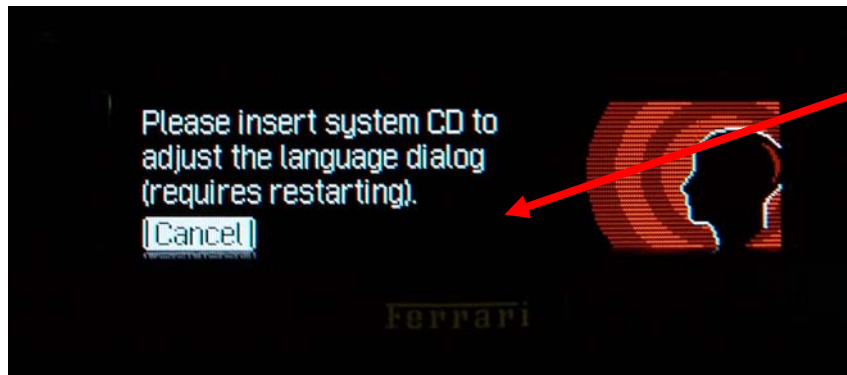 Please insert system CD to
adjust the language dialog
(requires restarting).
Cancel
Ferrari